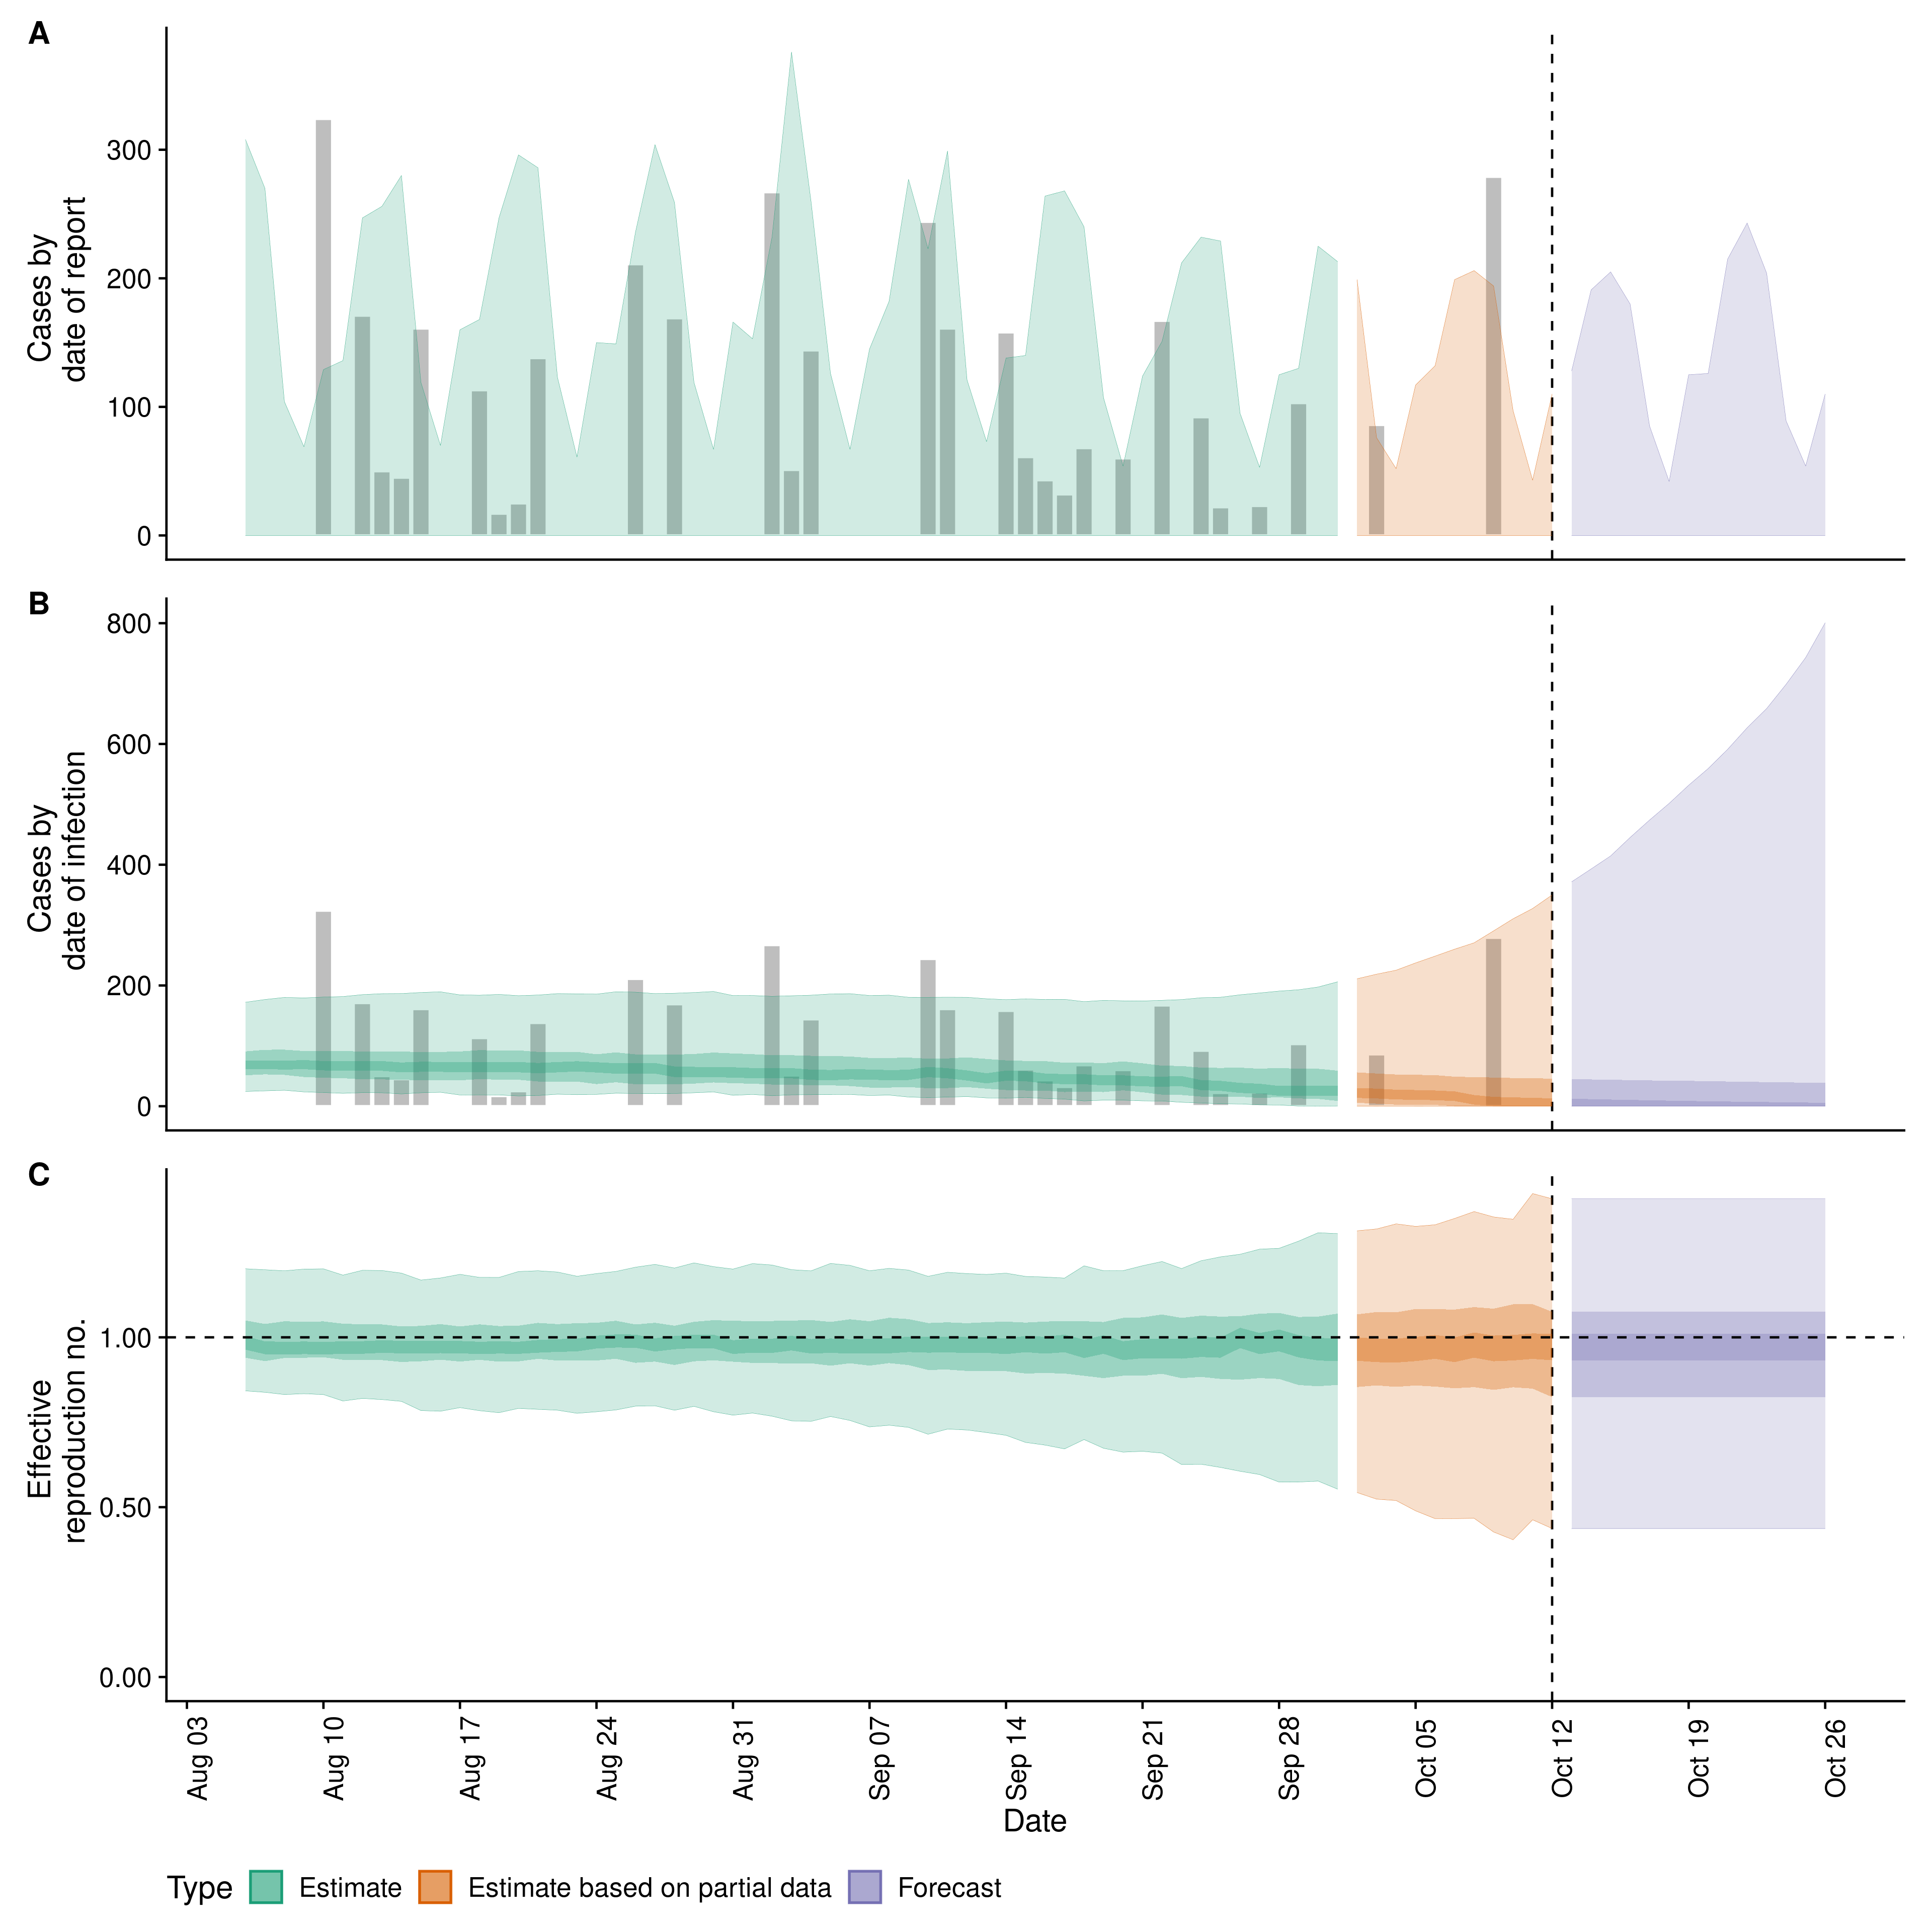 A
Cases by
date of report
300
200
100
0
B
Cases by
date of infection
800
600
400
200
0
C
Effective
reproduction no.
1.00
0.50
0.00
Aug 03
Aug 10
Aug 17
Aug 24
Aug 31
Sep 07
Sep 14
Sep 21
Sep 28
Oct 05
Oct 12
Oct 19
Oct 26
Date
Type Estimate Estimate based on partial data Forecast